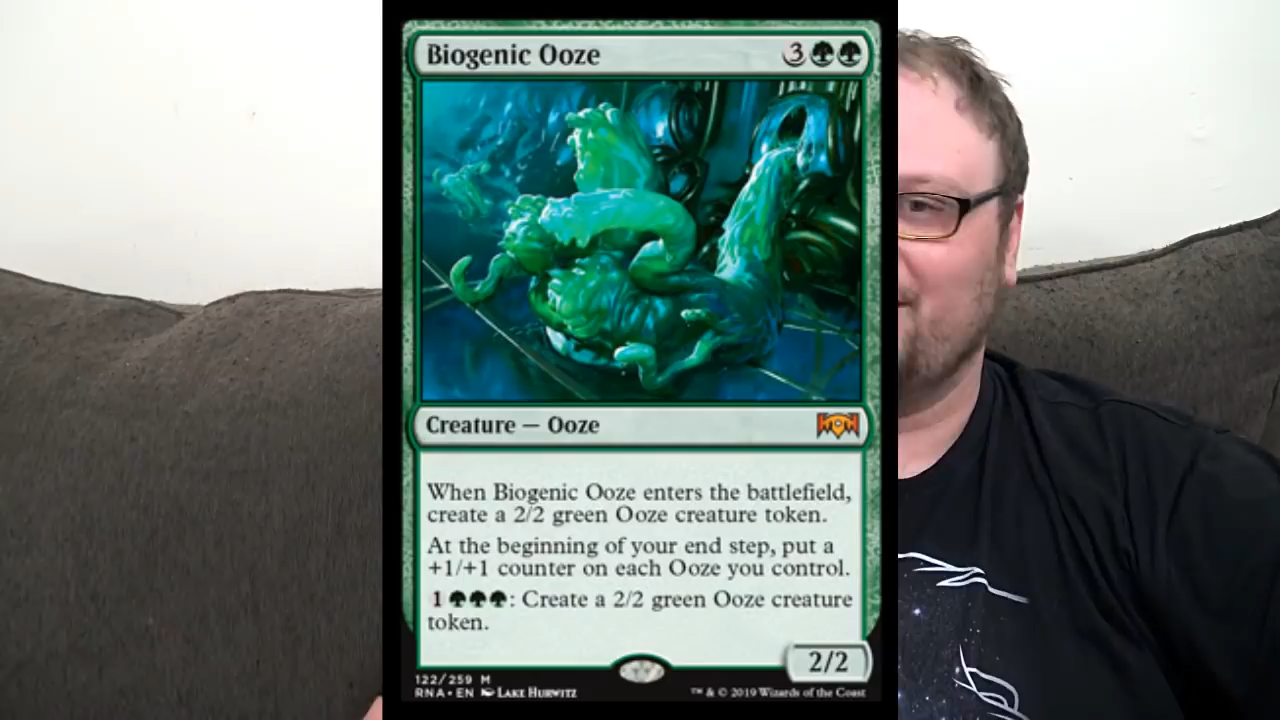 Biogenic Ooze 3
Creature — Ooze
When Biogenic Ooze enters the battlefield,
create a 2/2 green Ooze creature token.
At the beginning of your end step, put a
+1/+1 counter on each Ooze you control.
1: Create a 2/2 green Ooze creature
token.
2/2
122/259 M
RNA • EN Lake Hurwitz
™ & © 2019 Wizards of the Coast